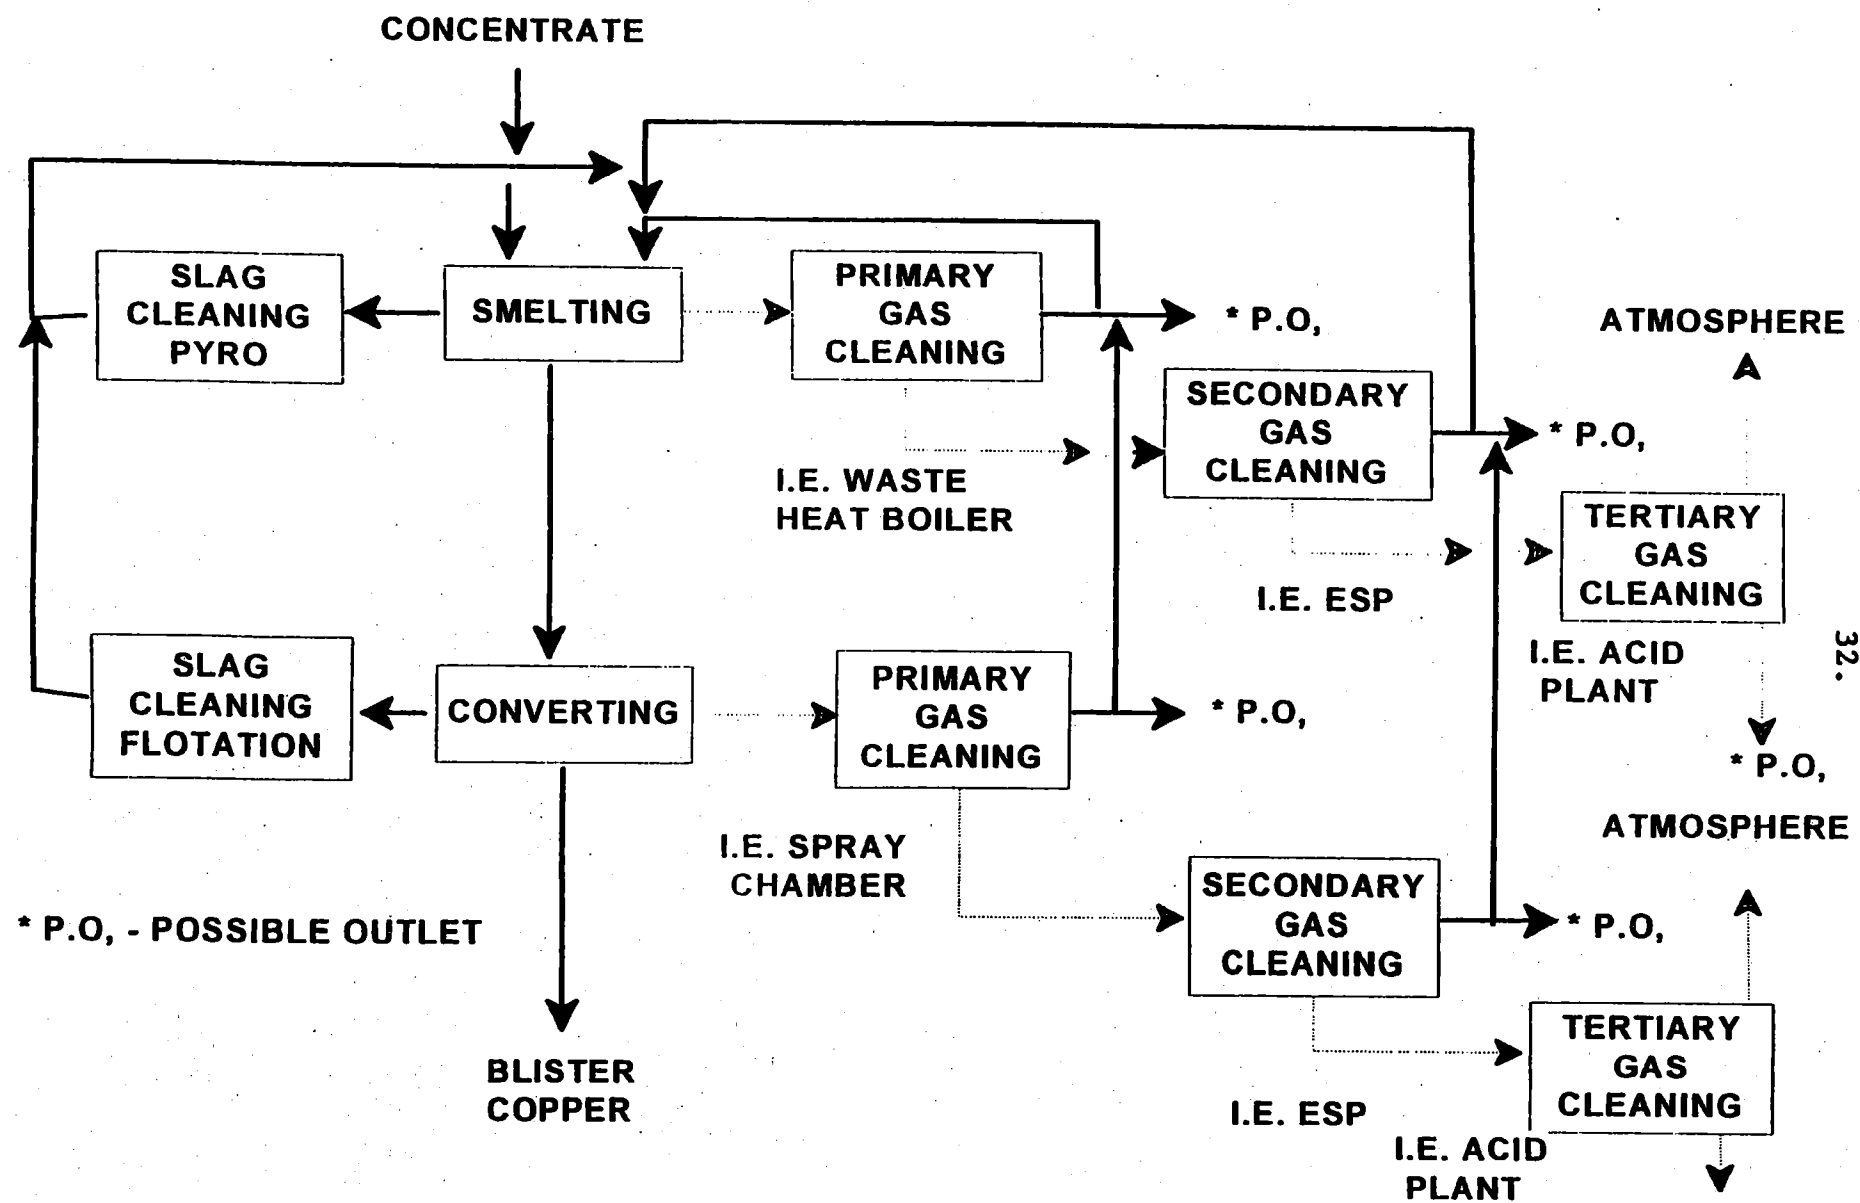 CONCENTRATE
SLAG
CLEANING
PYRO
SMELTING
PRIMARY
GAS
CLEANING
* P.O,
ATMOSPHERE
SECONDARY
GAS
CLEANING
* P.O,
I.E. WASTE
HEAT BOILER
TERTIARY
GAS
CLEANING
I.E. ESP
I.E. ACID
PLANT
32.
* P.O,
SLAG
CLEANING
FLOTATION
CONVERTING
PRIMARY
GAS
CLEANING
* P.O,
ATMOSPHERE
I.E. SPRAY
CHAMBER
SECONDARY
GAS
CLEANING
* P.O,
* P.O, - POSSIBLE OUTLET
TERTIARY
GAS
CLEANING
BLISTER
COPPER
I.E. ESP
I.E. ACID
PLANT